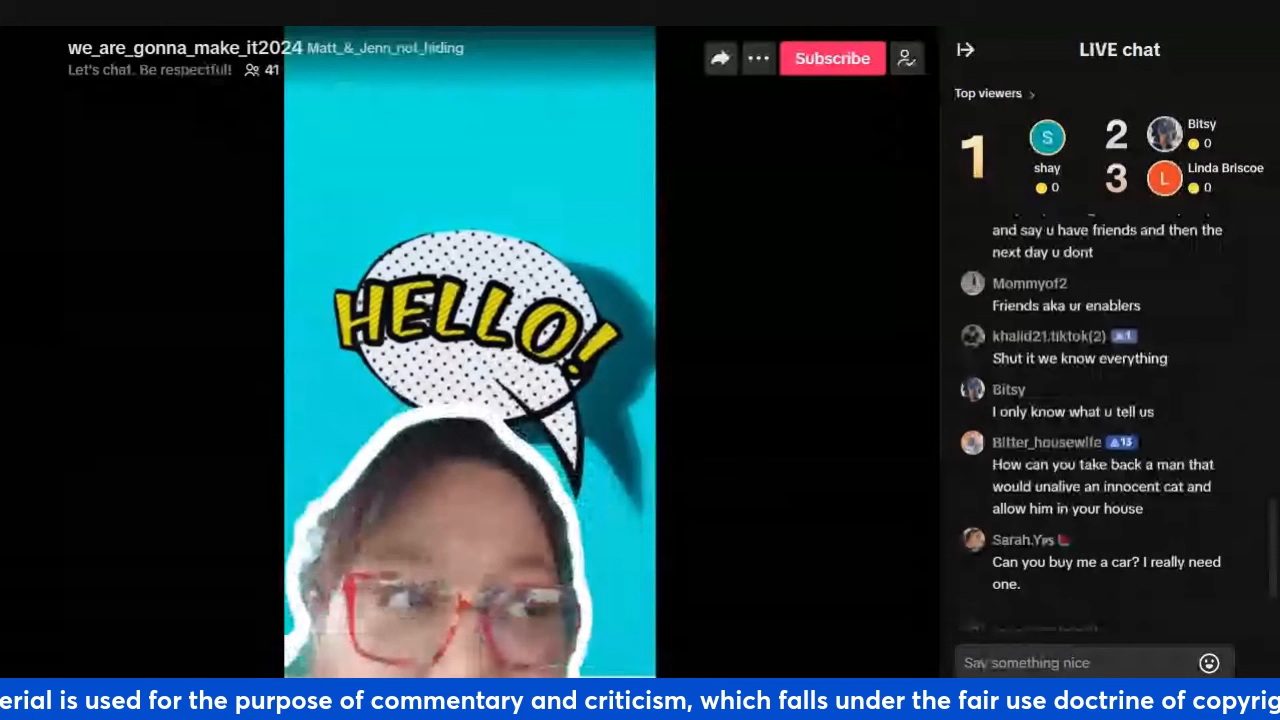 we_are_gonna_make_it2024 Matt_&_Jenn_not_hiding
Let's chat. Be respectful! 41
Subscribe
HELLO!
LIVE chat
Top viewers
1
S
shay
0
2
Bitsy
0
3
L
Linda Briscoe
0
and say u have friends and then the
next day u dont
Mommyof2
Friends aka ur enablers
khalid21.tiktok(2) 1
Shut it we know everything
Bitsy
I only know what u tell us
Bitter_housewife 13
How can you take back a man that
would unalive an innocent cat and
allow him in your house
Sarah.Yps
Can you buy me a car? I really need
one.
Say something nice
erial is used for the purpose of commentary and criticism, which falls under the fair use doctrine of copyrig